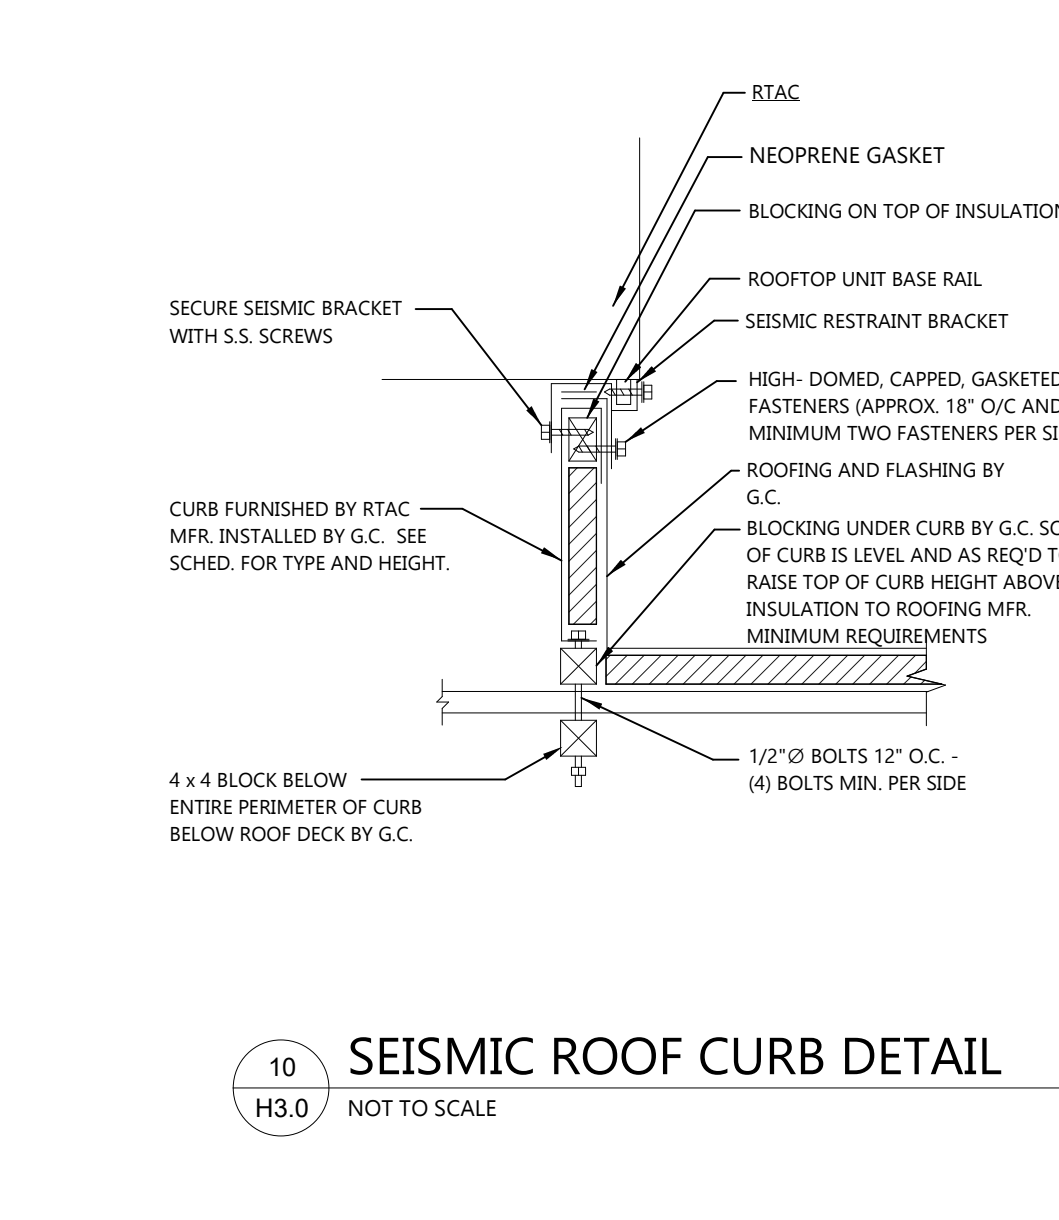 RTAC
NEOPRENE GASKET
BLOCKING ON TOP OF INSULATION
ROOFTOP UNIT BASE RAIL
SEISMIC RESTRAINT BRACKET
SECURE SEISMIC BRACKET
WITH S.S. SCREWS
HIGH- DOMED, CAPPED, GASKETED
FASTENERS (APPROX. 18" O/C AND
MINIMUM TWO FASTENERS PER
ROOFING AND FLASHING BY
G.C.
CURB FURNISHED BY RTAC
MFR. INSTALLED BY G.C. SEE
SCHED. FOR TYPE AND HEIGHT.
BLOCKING UNDER CURB BY G.C.
OF CURB IS LEVEL AND AS REQ'D
RAISE TOP OF CURB HEIGHT ABOVE
INSULATION TO ROOFING MFR.
MINIMUM REQUIREMENTS
1/2"Ø BOLTS 12" O.C. -
(4) BOLTS MIN. PER SIDE
4 x 4 BLOCK BELOW
ENTIRE PERIMETER OF CURB
BELOW ROOF DECK BY G.C.
10
H3.0
SEISMIC ROOF CURB DETAIL
NOT TO SCALE